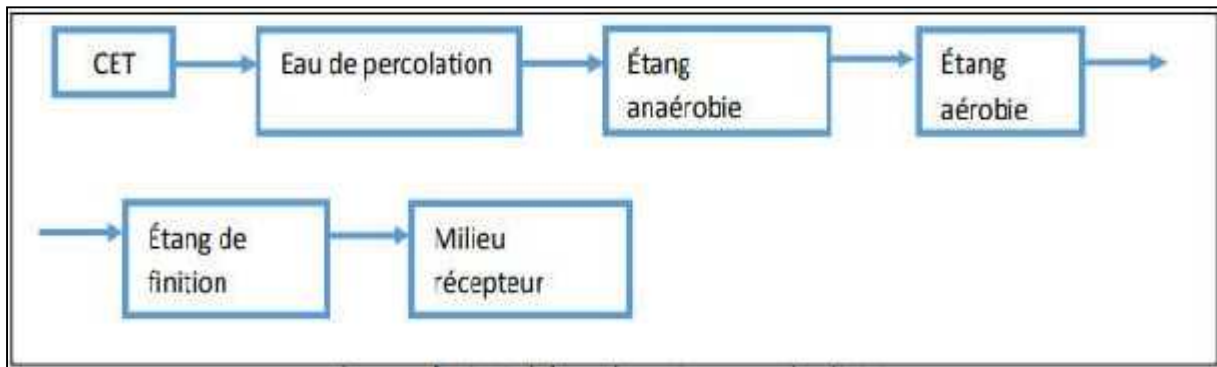 CET
Eau de percolation
Étang
anaérobie
Étang
aérobie
Étang de
finition
Milieu
récepteur